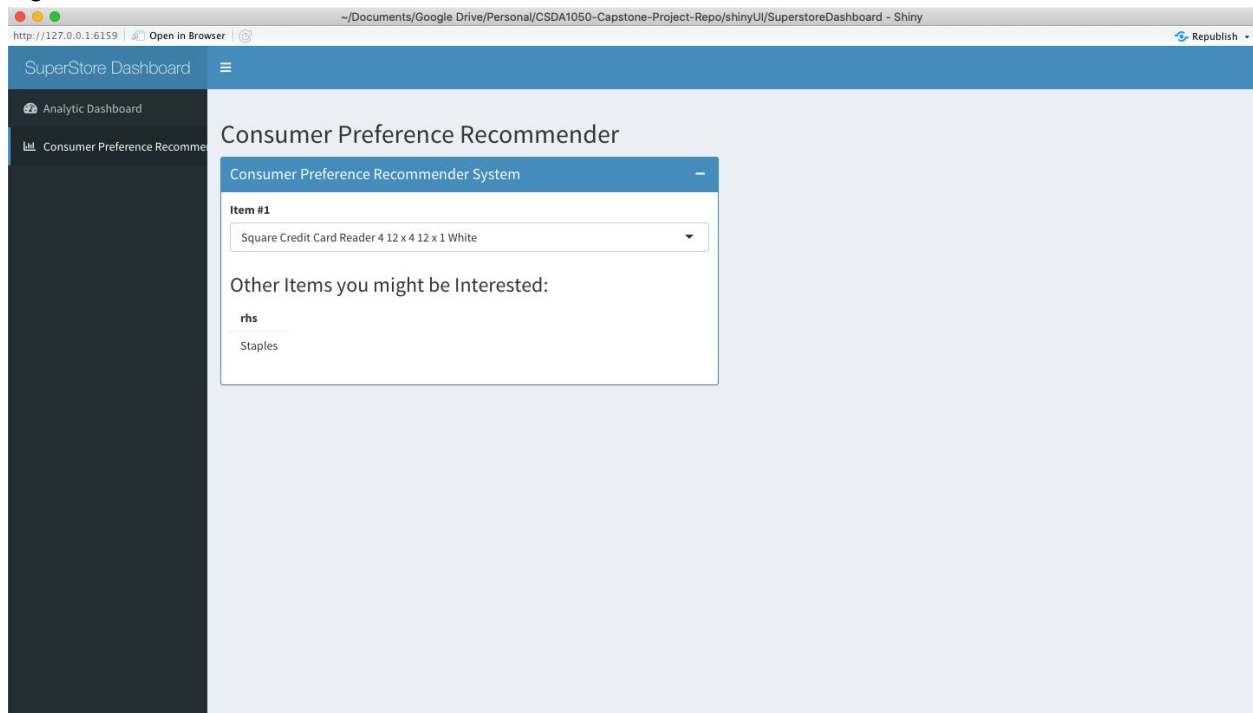 ~/Documents/Google Drive/Personal/CSDA1050-Capstone-Project-Repo/shinyUI/SuperstoreDashboard - Shiny
http://127.0.0.1:6159 Open in Browser Republish
SuperStore Dashboard
Analytic Dashboard
Consumer Preference Recomme
Consumer Preference Recommender
Consumer Preference Recommender System
Item #1
Square Credit Card Reader 4 12 x 4 12 x 1 White
Other Items you might be Interested:
rhs
Staples